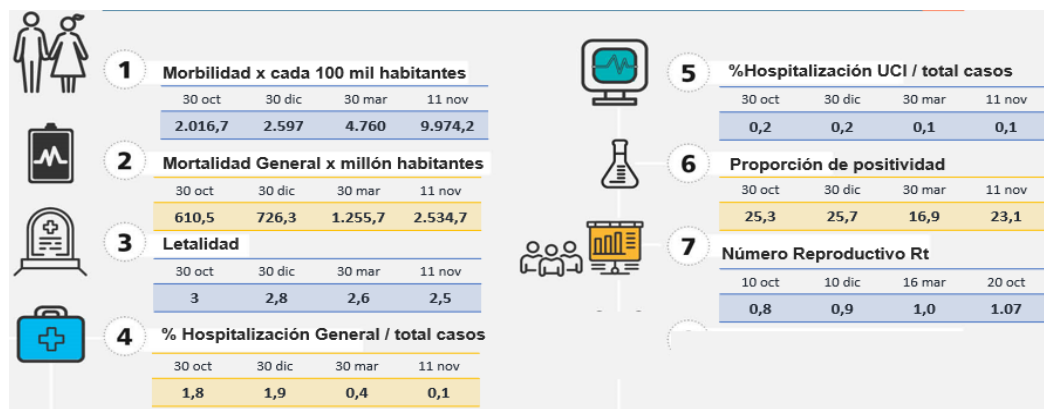 1 Morbilidad x cada 100 mil habitantes
30 oct 30 dic 30 mar 11 nov
2.016,7 2.597 4.760 9.974,2
2 Mortalidad General x millón habitantes
30 oct 30 dic 30 mar 11 nov
610,5 726,3 1.255,7 2.534,7
3 Letalidad
30 oct 30 dic 30 mar 11 nov
3 2,8 2,6 2,5
4 % Hospitalización General / total casos
30 oct 30 dic 30 mar 11 nov
1,8 1,9 0,4 0,1
5 %Hospitalización UCI / total casos
30 oct 30 dic 30 mar 11 nov
0,2 0,2 0,1 0,1
6 Proporción de positividad
30 oct 30 dic 30 mar 11 nov
25,3 25,7 16,9 23,1
7 Número Reproductivo Rt
10 oct 10 dic 16 mar 20 oct
0,8 0,9 1,0 1.07